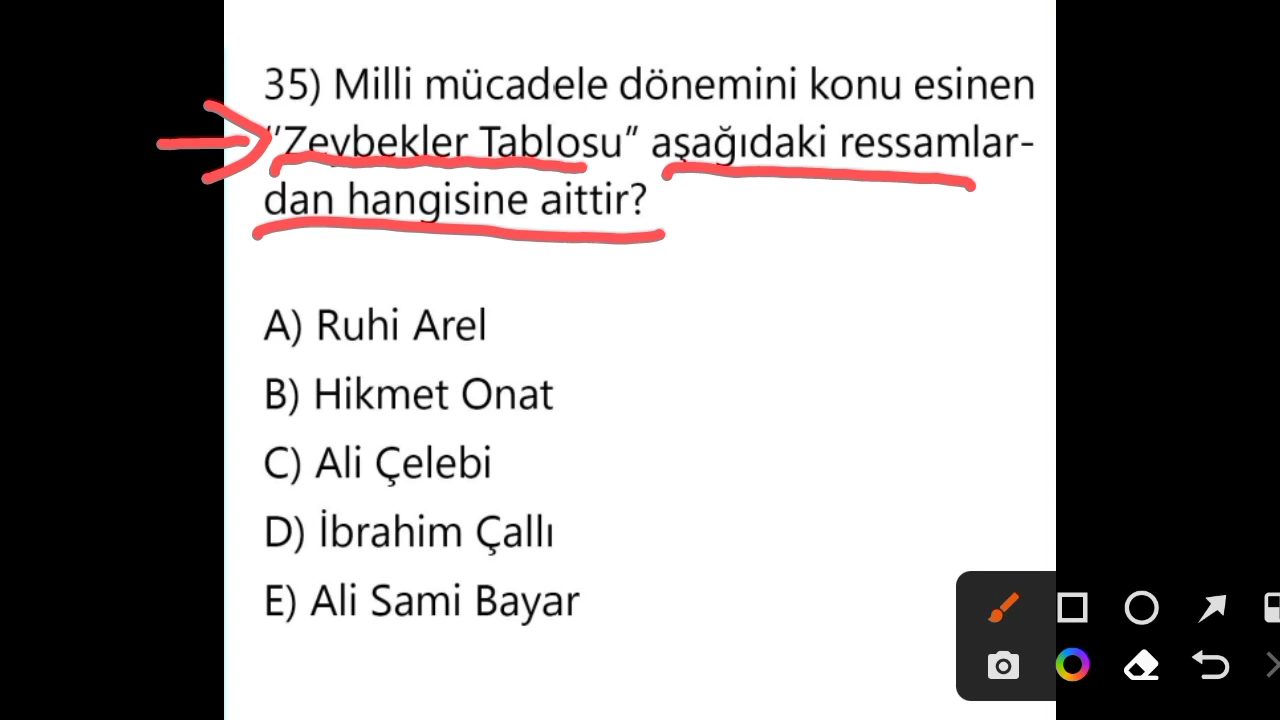 35) Milli mücadele dönemini konu esinen
“Zeybekler Tablosu” aşağıdaki ressamlar-
dan hangisine aittir?
A) Ruhi Arel
B) Hikmet Onat
C) Ali Çelebi
D) İbrahim Çallı
E) Ali Sami Bayar